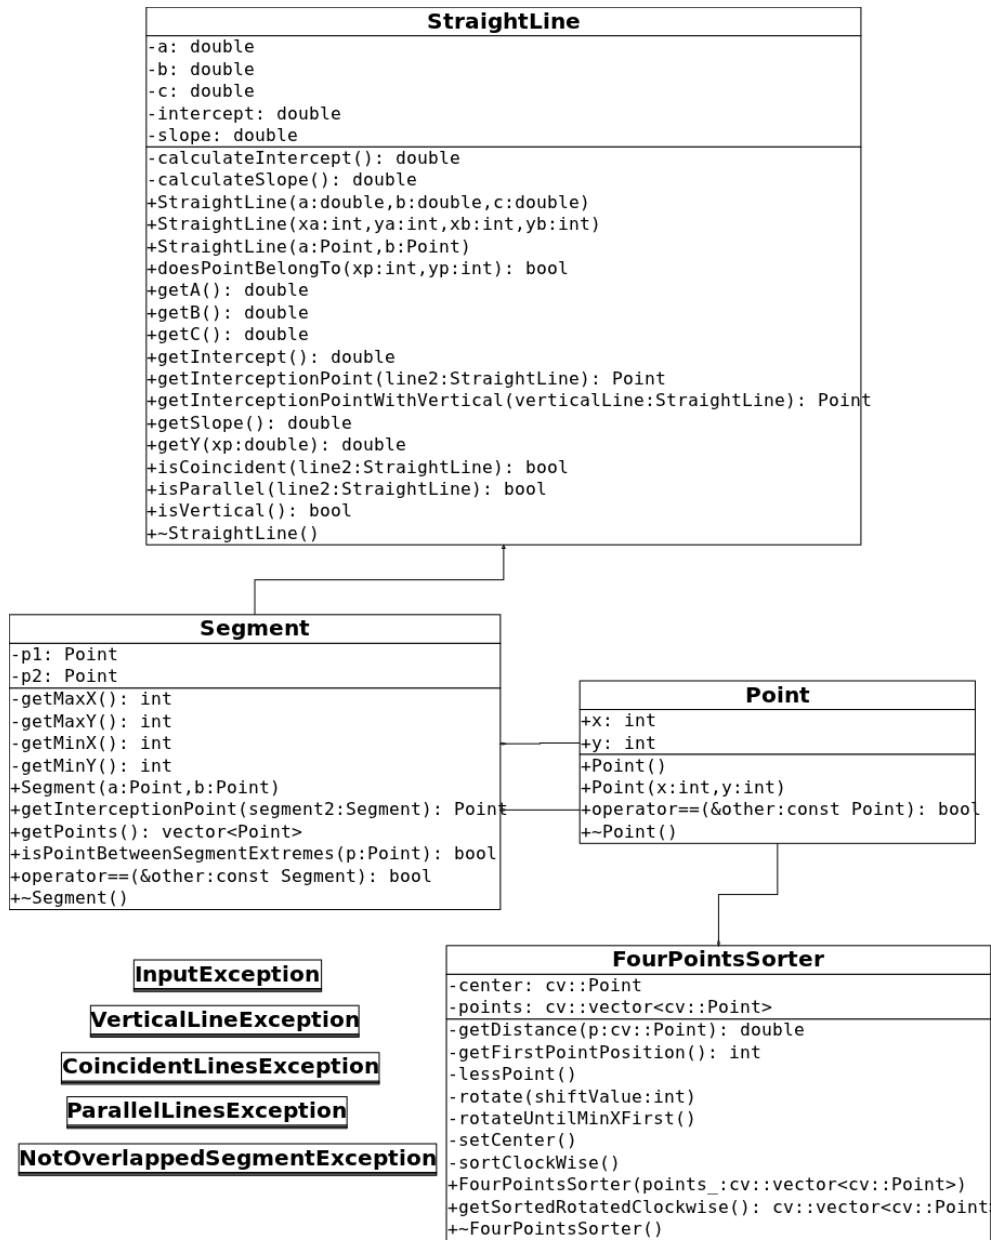 StraightLine
-a: double
-b: double
-c: double
-intercept: double
-slope: double
-calculateIntercept(): double
-calculateSlope(): double
+StraightLine(a:double,b:double,c:double)
+StraightLine(xa:int,ya:int,xb:int,yb:int)
+StraightLine(a:Point,b:Point)
+doesPointBelongTo(xp:int,yp:int): bool
+getA(): double
+getB(): double
+getC(): double
+getIntercept(): double
+getInterceptionPoint(line2:StraightLine): Point
+getInterceptionPointWithVertical(verticalLine:StraightLine): Point
+getSlope(): double
+getY(xp:double): double
+isCoincident(line2:StraightLine): bool
+isParallel(line2:StraightLine): bool
+isVertical(): bool
+~StraightLine()
Segment
-p1: Point
-p2: Point
-getMaxX(): int
-getMaxY(): int
-getMinX(): int
-getMinY(): int
+Segment(a:Point,b:Point)
+getInterceptionPoint(segment2:Segment): Point
+getPoints(): vector<Point>
+isPointBetweenSegmentExtremes(p:Point): bool
+operator==(&other:const Segment): bool
+~Segment()
Point
+x: int
+y: int
+Point()
+Point(x:int,y:int)
+operator==(&other:const Point): bool
+~Point()
InputException
VerticalLineException
CoincidentLinesException
ParallelLinesException
NotOverlappedSegmentException
FourPointsSorter
-center: cv::Point
-points: cv::vector<cv::Point>
-getDistance(p:cv::Point): double
-getFirstPointPosition(): int
-lessPoint()
-rotate(shiftValue:int)
-rotateUntilMinXFirst()
-setCenter()
-sortClockWise()
+FourPointsSorter(points_:cv::vector<cv::Point>)
+getSortedRotatedClockwise(): cv::vector<cv::Point
+~FourPointsSorter()